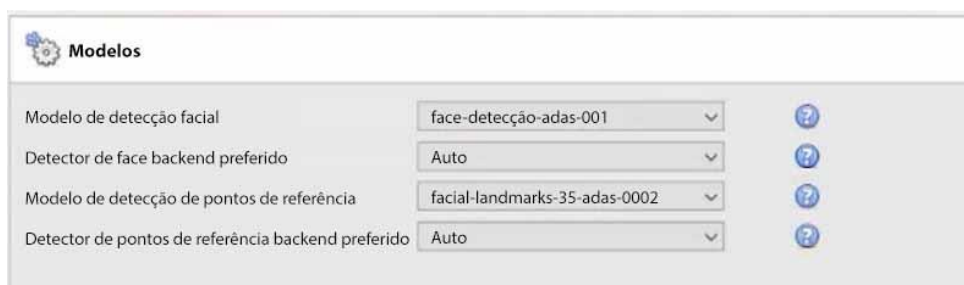 Modelos
Modelo de detecção facial face-detecção-adas-001
Detector de face backend preferido Auto
Modelo de detecção de pontos de referência facial-landmarks-35-adas-0002
Detector de pontos de referência backend preferido Auto